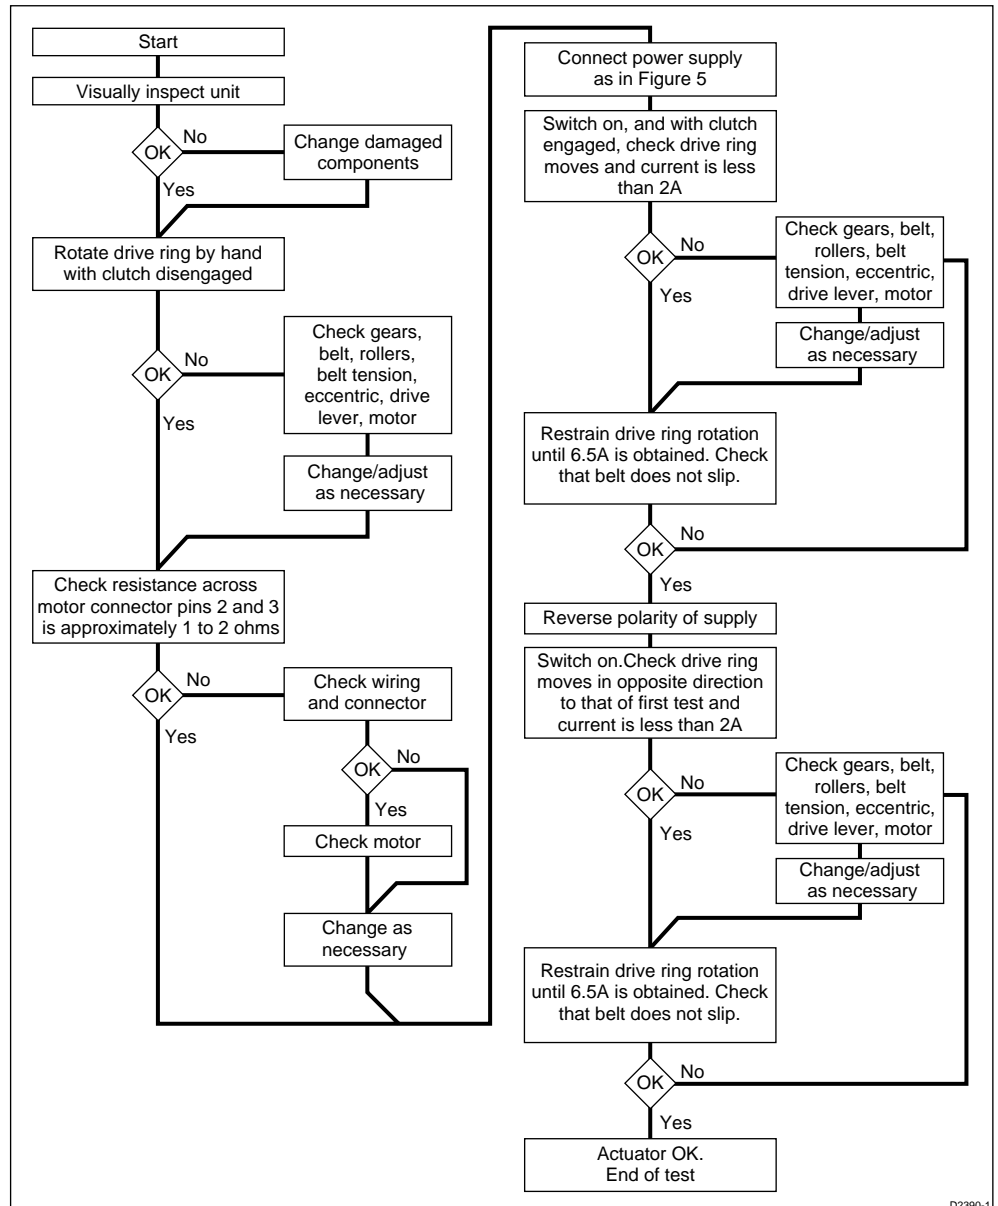 Start
Visually inspect unit
OK
No
Yes
Change damaged
components
Rotate drive ring by hand
with clutch disengaged
OK
No
Yes
Check gears,
belt, rollers,
belt tension,
eccentric, drive
lever, motor
Change/adjust
as necessary
Check resistance across
motor connector pins 2 and 3
is approximately 1 to 2 ohms
OK
No
Yes
Check wiring
and connector
OK
No
Yes
Check motor
Change as
necessary
Connect power supply
as in Figure 5
Switch on, and with clutch
engaged, check drive ring
moves and current is less
than 2A
OK
No
Yes
Check gears, belt,
rollers, belt
tension, eccentric,
drive lever, motor
Change/adjust
as necessary
Restrain drive ring rotation
until 6.5A is obtained. Check
that belt does not slip.
OK
No
Yes
Reverse polarity of supply
Switch on.Check drive ring
moves in opposite direction
to that of first test and
current is less than 2A
OK
No
Yes
Check gears, belt,
rollers, belt
tension, eccentric,
drive lever, motor
Change/adjust
as necessary
Restrain drive ring rotation
until 6.5A is obtained. Check
that belt does not slip.
OK
No
Yes
Actuator OK.
End of test
D2390-1